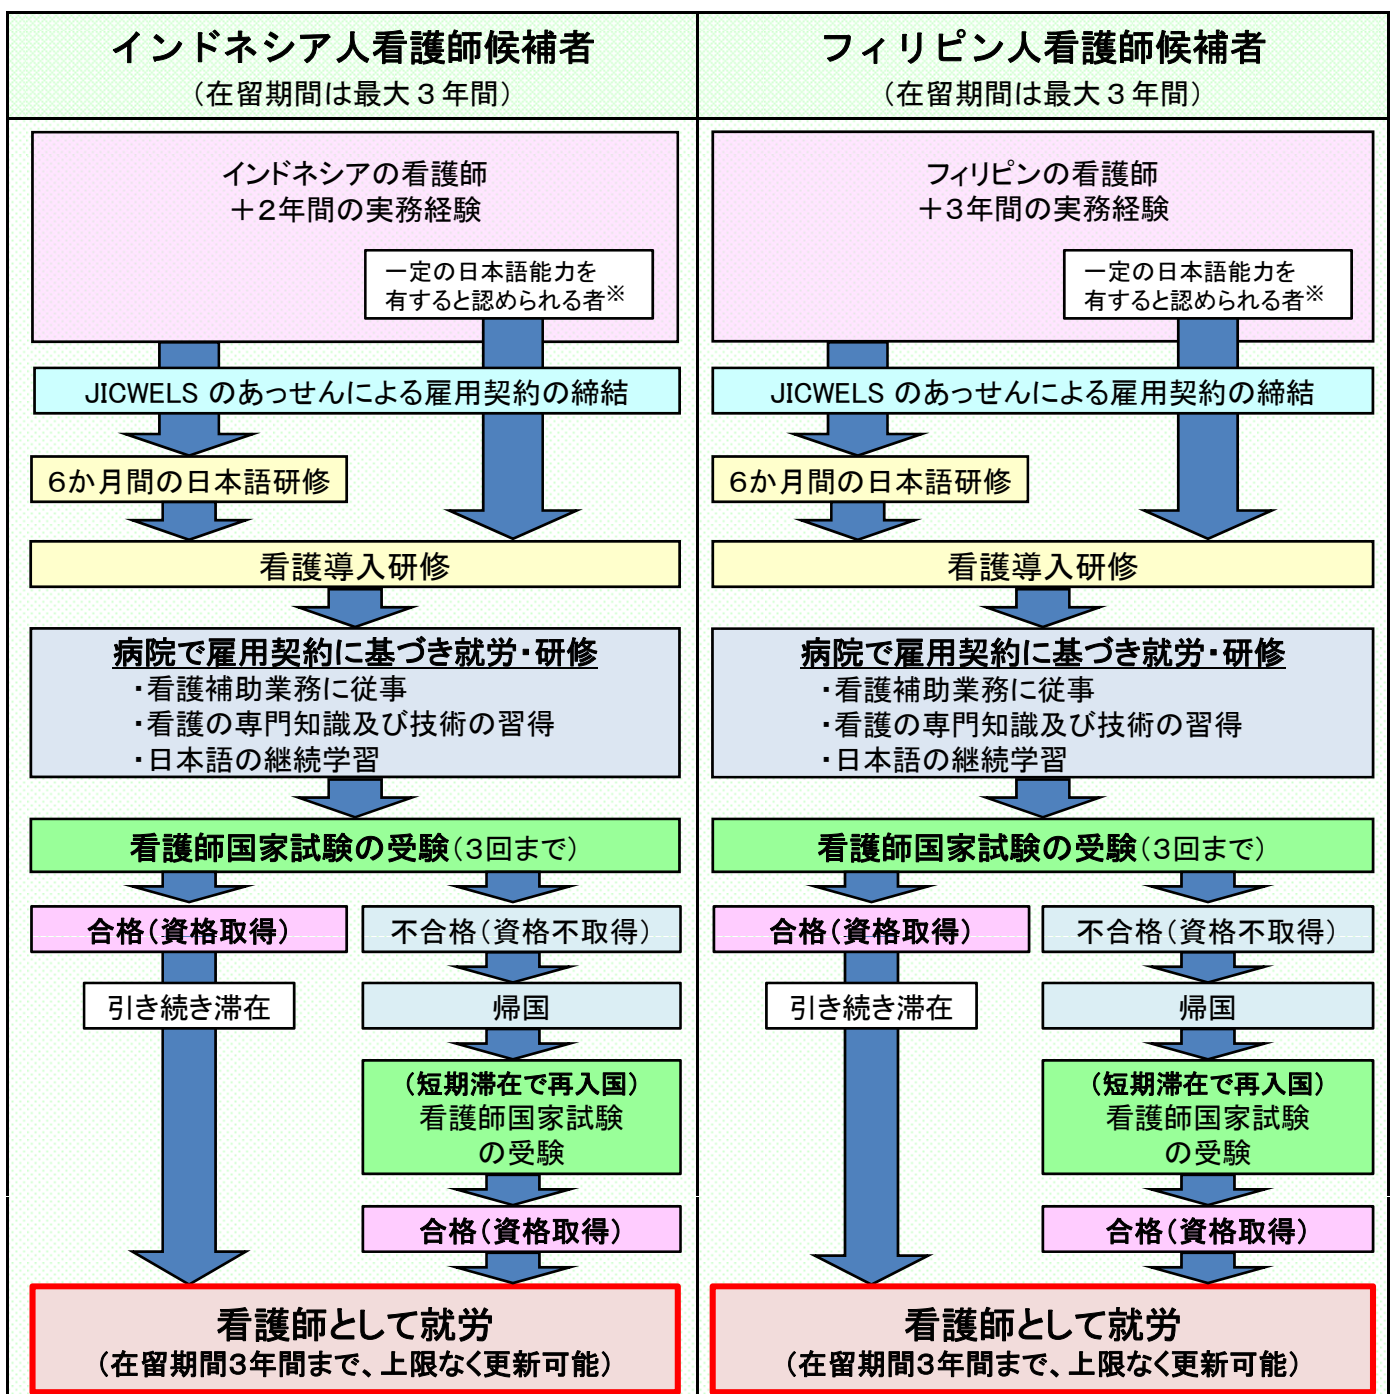 インドネシア人看護師候補者
（在留期間は最大３年間）
インドネシアの看護師
＋2年間の実務経験
一定の日本語能力を
有すると認められる者※
JICWELS のあっせんによる雇用契約の締結
6か月間の日本語研修
看護導入研修
病院で雇用契約に基づき就労・研修
・看護補助業務に従事
・看護の専門知識及び技術の習得
・日本語の継続学習
看護師国家試験の受験（3回まで）
合格（資格取得）
不合格（資格不取得）
引き続き滞在
帰国
（短期滞在で再入国）
看護師国家試験
の受験
合格（資格取得）
看護師として就労
（在留期間3年間まで、上限なく更新可能）
フィリピン人看護師候補者
（在留期間は最大３年間）
フィリピンの看護師
＋3年間の実務経験
一定の日本語能力を
有すると認められる者※
JICWELS のあっせんによる雇用契約の締結
6か月間の日本語研修
看護導入研修
病院で雇用契約に基づき就労・研修
・看護補助業務に従事
・看護の専門知識及び技術の習得
・日本語の継続学習
看護師国家試験の受験（3回まで）
合格（資格取得）
不合格（資格不取得）
引き続き滞在
帰国
（短期滞在で再入国）
看護師国家試験
の受験
合格（資格取得）
看護師として就労
（在留期間3年間まで、上限なく更新可能）